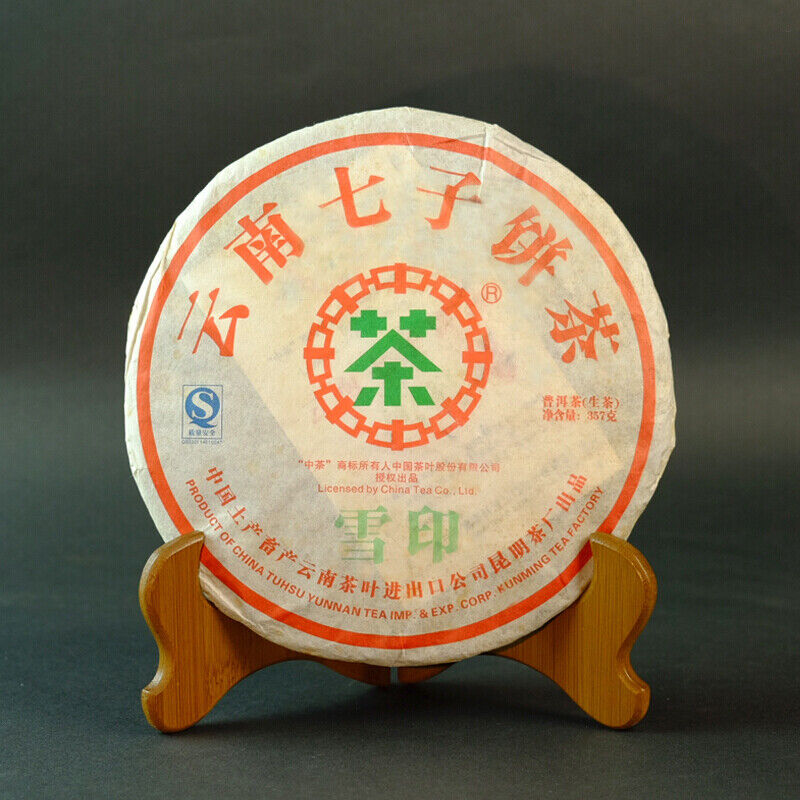 云南七子饼茶
®
茶
普洱茶(生茶)
净含量: 357克
质量安全
"中茶"商标所有人中国茶叶股份有限公司
授权出品
Licensed by China Tea Co., Ltd.
雪印
中国土产畜产云南茶叶进出口公司昆明茶厂出品
PRODUCT OF CHINA TUHSU YUNNAN TEA IMP. & EXP. CORP. KUNMING TEA FACTORY